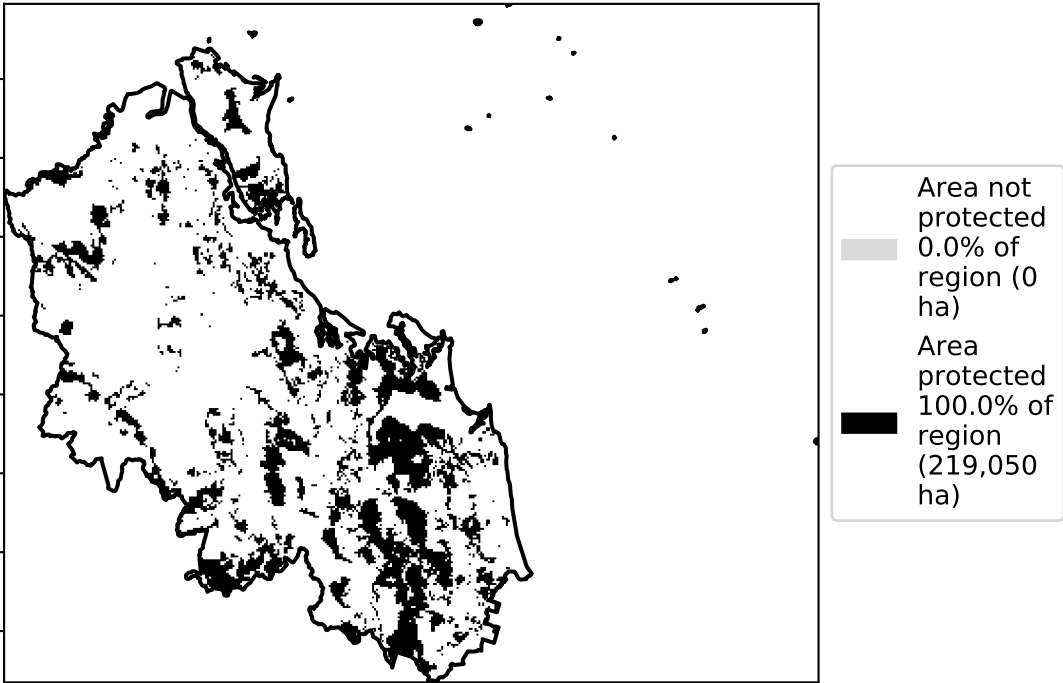 Area not
protected
0.0% of
region (0
ha)
Area
protected
100.0% of
region
(219,050
ha)